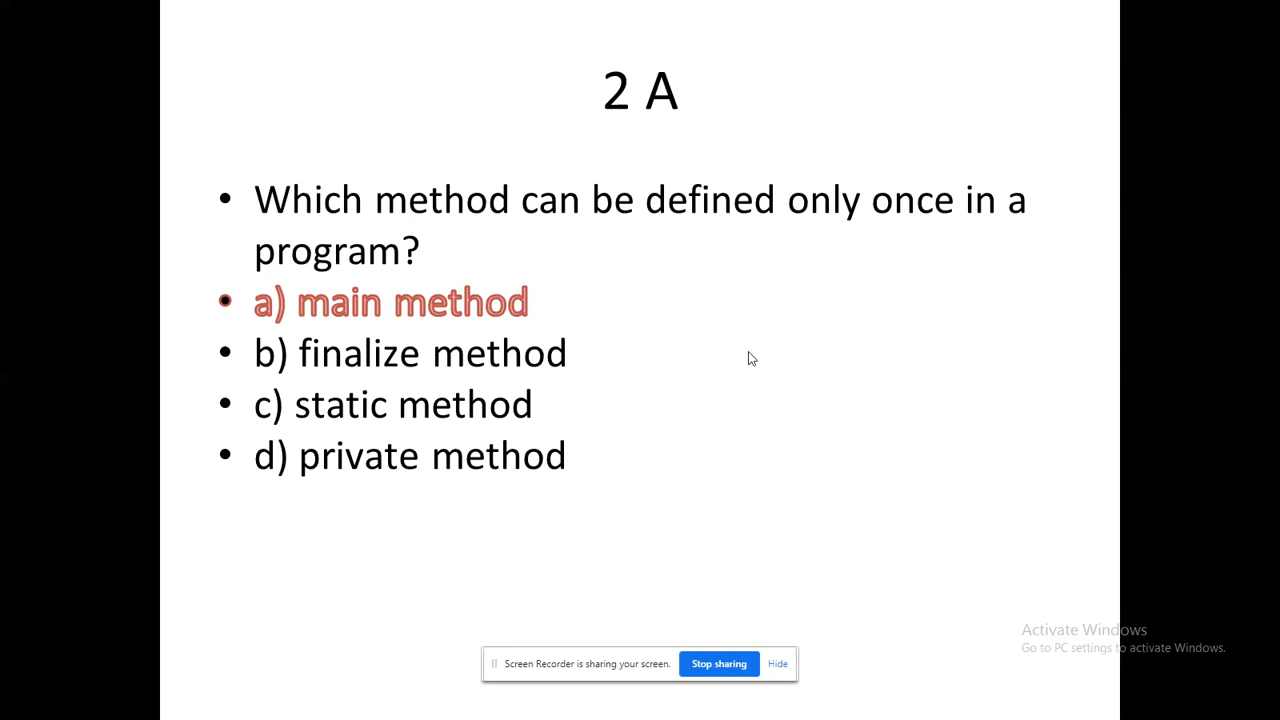 2 A
• Which method can be defined only once in a
program?
• a) main method
• b) finalize method
• c) static method
• d) private method
Activate Windows
Go to PC settings to activate Windows.
Screen Recorder is sharing your screen. Stop sharing Hide